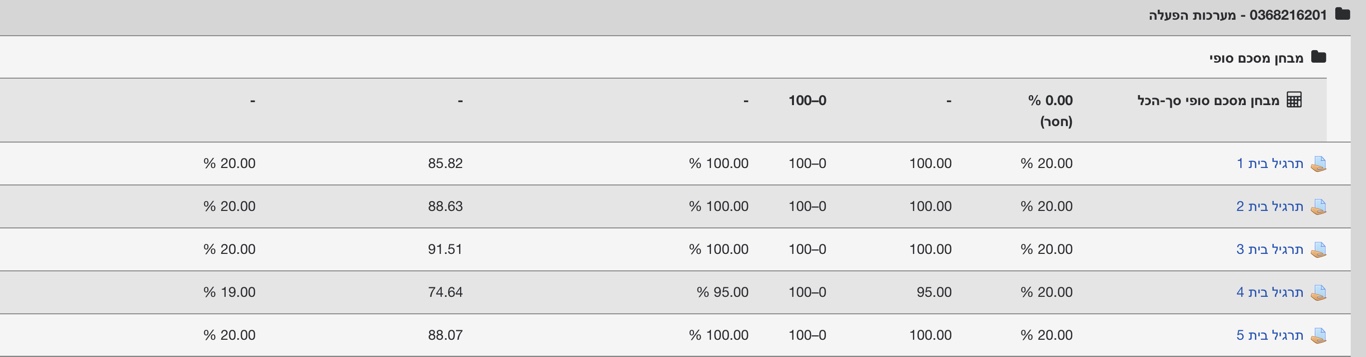 0368216201 - מערכות הפעלה
מבחן מסכם סופי
מבחן מסכם סופי סך-הכל 0.00 % - 0–100 - - -
(חסר)
תרגיל בית 1 20.00 % 100.00 0–100 100.00 % 85.82 20.00 %
תרגיל בית 2 20.00 % 100.00 0–100 100.00 % 88.63 20.00 %
תרגיל בית 3 20.00 % 100.00 0–100 100.00 % 91.51 20.00 %
תרגיל בית 4 20.00 % 95.00 0–100 95.00 % 74.64 19.00 %
תרגיל בית 5 20.00 % 100.00 0–100 100.00 % 88.07 20.00 %